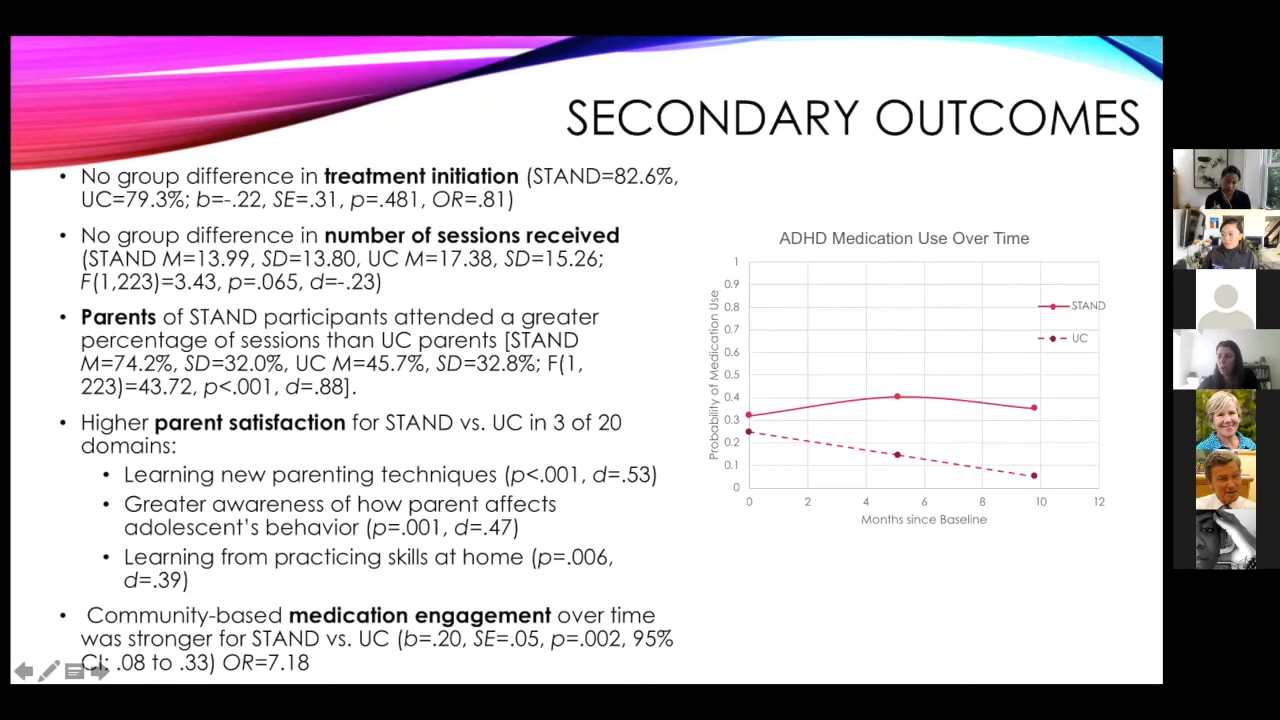 SECONDARY OUTCOMES
• No group difference in treatment initiation (STAND=82.6%,
UC=79.3%; b=-.22, SE=.31, p=.481, OR=.81)
• No group difference in number of sessions received
(STAND M=13.99, SD=13.80, UC M=17.38, SD=15.26;
F(1,223)=3.43, p=.065, d=-.23)
• Parents of STAND participants attended a greater
percentage of sessions than UC parents [STAND
M=74.2%, SD=32.0%, UC M=45.7%, SD=32.8%; F(1,
223)=43.72, p<.001, d=.88].
• Higher parent satisfaction for STAND vs. UC in 3 of 20
domains:
• Learning new parenting techniques (p<.001, d=.53)
• Greater awareness of how parent affects
adolescent's behavior (p=.001, d=.47)
• Learning from practicing skills at home (p=.006,
d=.39)
• Community-based medication engagement over time
was stronger for STAND vs. UC (b=.20, SE=.05, p=.002, 95%
CI: .08 to .33) OR=7.18
ADHD Medication Use Over Time
Probability of Medication Use
1
0.9
0.8
0.7
0.6
0.5
0.4
0.3
0.2
0.1
0
0 2 4 6 8 10 12
Months since Baseline
STAND
UC